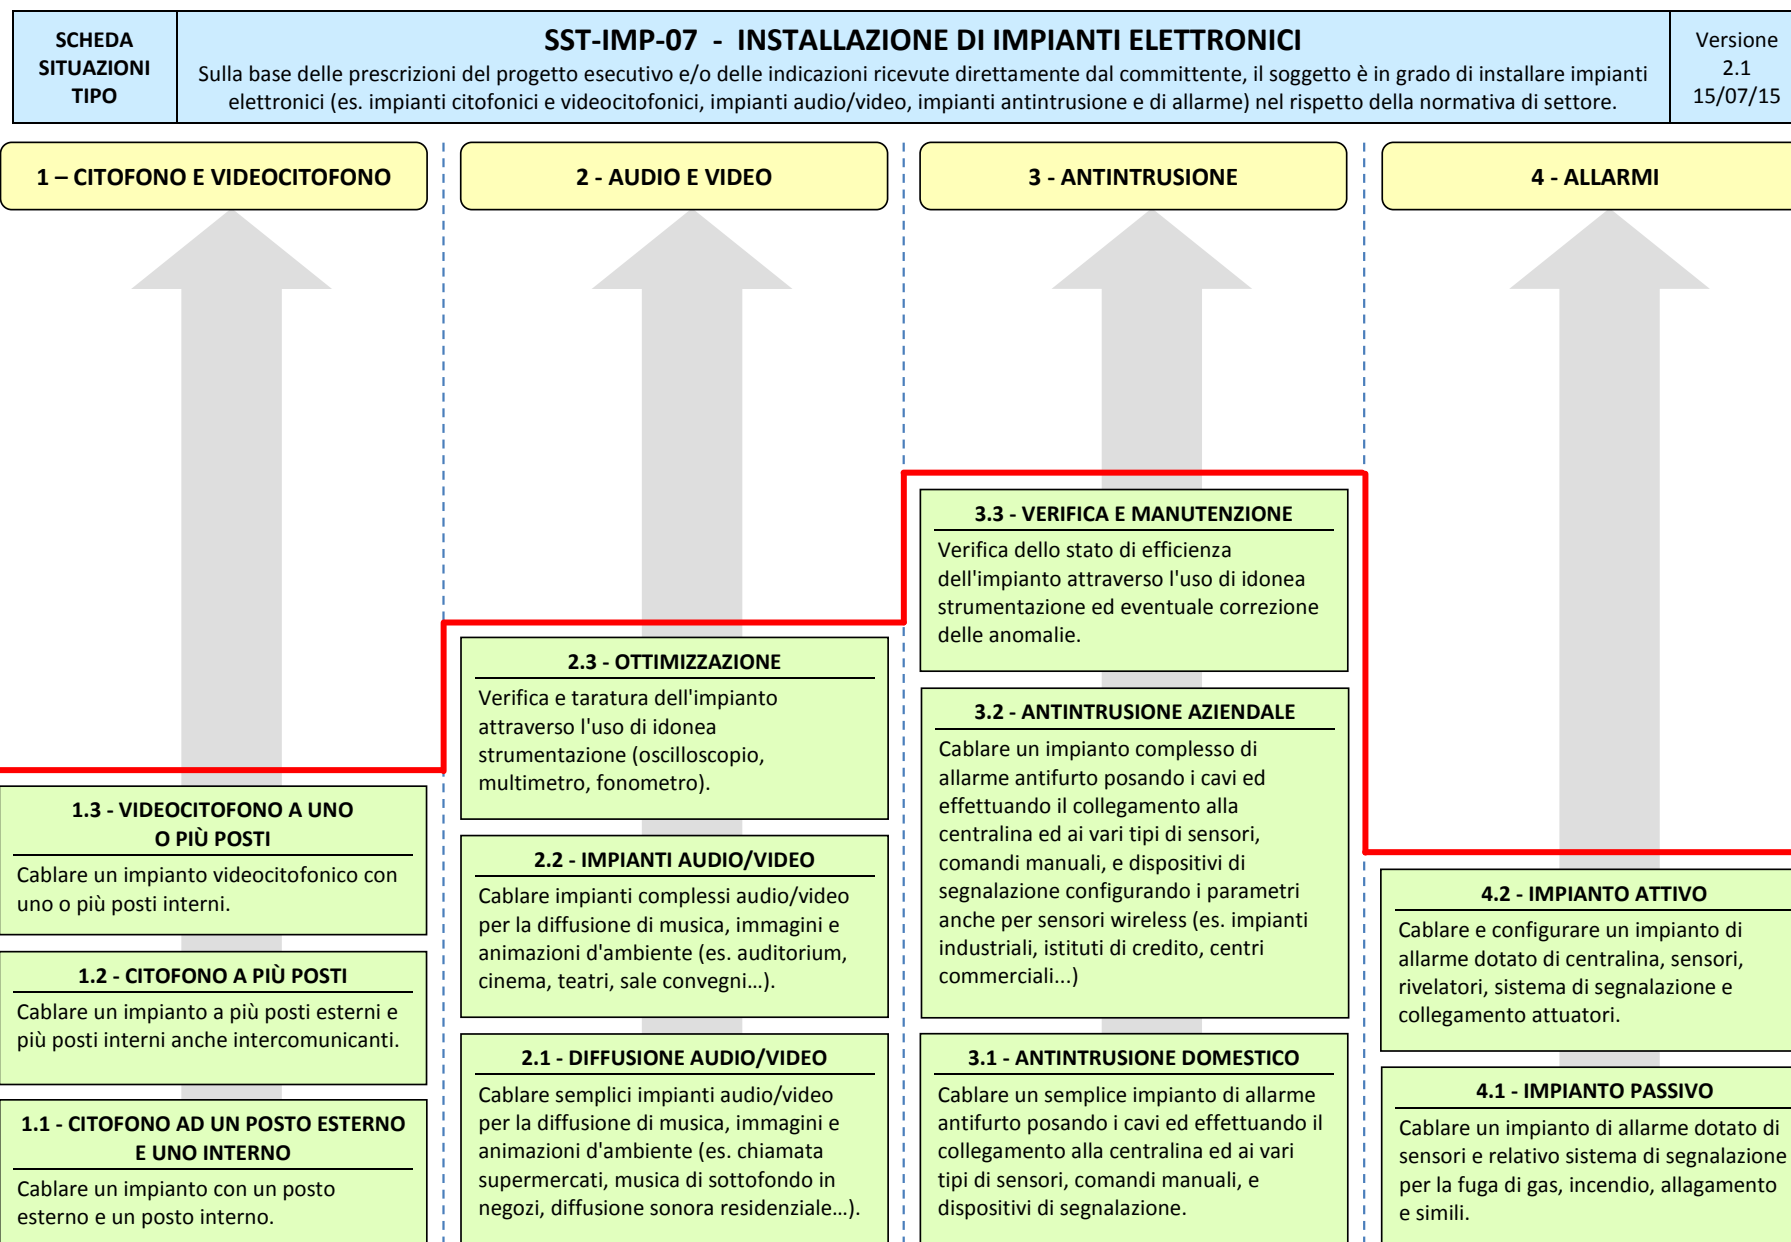 SCHEDA
SITUAZIONI
TIPO
SST-IMP-07 - INSTALLAZIONE DI IMPIANTI ELETTRONICI
Sulla base delle prescrizioni del progetto esecutivo e/o delle indicazioni ricevute direttamente dal committente, il soggetto è in grado di installare impianti
elettronici (es. impianti citofonici e videocitofonici, impianti audio/video, impianti antintrusione e di allarme) nel rispetto della normativa di settore.
Versione
2.1
15/07/15
1 – CITOFONO E VIDEOCITOFONO
1.3 - VIDEOCITOFONO A UNO
O PIÙ POSTI
Cablare un impianto videocitofonico con
uno o più posti interni.
1.2 - CITOFONO A PIÙ POSTI
Cablare un impianto a più posti esterni e
più posti interni anche intercomunicanti.
1.1 - CITOFONO AD UN POSTO ESTERNO
E UNO INTERNO
Cablare un impianto con un posto
esterno e un posto interno.
2 - AUDIO E VIDEO
2.3 - OTTIMIZZAZIONE
Verifica e taratura dell'impianto
attraverso l'uso di idonea
strumentazione (oscilloscopio,
multimetro, fonometro).
2.2 - IMPIANTI AUDIO/VIDEO
Cablare impianti complessi audio/video
per la diffusione di musica, immagini e
animazioni d'ambiente (es. auditorium,
cinema, teatri, sale convegni…).
2.1 - DIFFUSIONE AUDIO/VIDEO
Cablare semplici impianti audio/video
per la diffusione di musica, immagini e
animazioni d'ambiente (es. chiamata
supermercati, musica di sottofondo in
negozi, diffusione sonora residenziale…).
3 - ANTINTRUSIONE
3.3 - VERIFICA E MANUTENZIONE
Verifica dello stato di efficienza
dell'impianto attraverso l'uso di idonea
strumentazione ed eventuale correzione
delle anomalie.
3.2 - ANTINTRUSIONE AZIENDALE
Cablare un impianto complesso di
allarme antifurto posando i cavi ed
effettuando il collegamento alla
centralina ed ai vari tipi di sensori,
comandi manuali, e dispositivi di
segnalazione configurando i parametri
anche per sensori wireless (es. impianti
industriali, istituti di credito, centri
commerciali...)
3.1 - ANTINTRUSIONE DOMESTICO
Cablare un semplice impianto di allarme
antifurto posando i cavi ed effettuando il
collegamento alla centralina ed ai vari
tipi di sensori, comandi manuali, e
dispositivi di segnalazione.
4 - ALLARMI
4.2 - IMPIANTO ATTIVO
Cablare e configurare un impianto di
allarme dotato di centralina, sensori,
rivelatori, sistema di segnalazione e
collegamento attuatori.
4.1 - IMPIANTO PASSIVO
Cablare un impianto di allarme dotato di
sensori e relativo sistema di segnalazione
per la fuga di gas, incendio, allagamento
e simili.